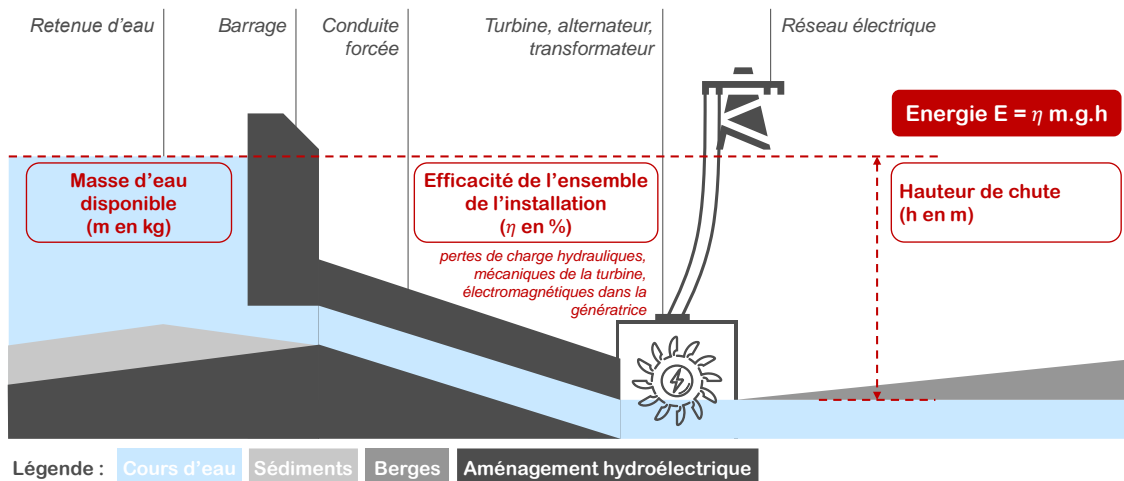 Retenue d'eau
Barrage
Conduite
forcée
Turbine, alternateur,
transformateur
Réseau électrique
Energie E = η m.g.h
Masse d'eau
disponible
(m en kg)
Efficacité de l'ensemble
de l'installation
(η en %)
pertes de charge hydrauliques,
mécaniques de la turbine,
électromagnétiques dans la
génératrice
Hauteur de chute
(h en m)
Légende : Cours d'eau Sédiments Berges Aménagement hydroélectrique